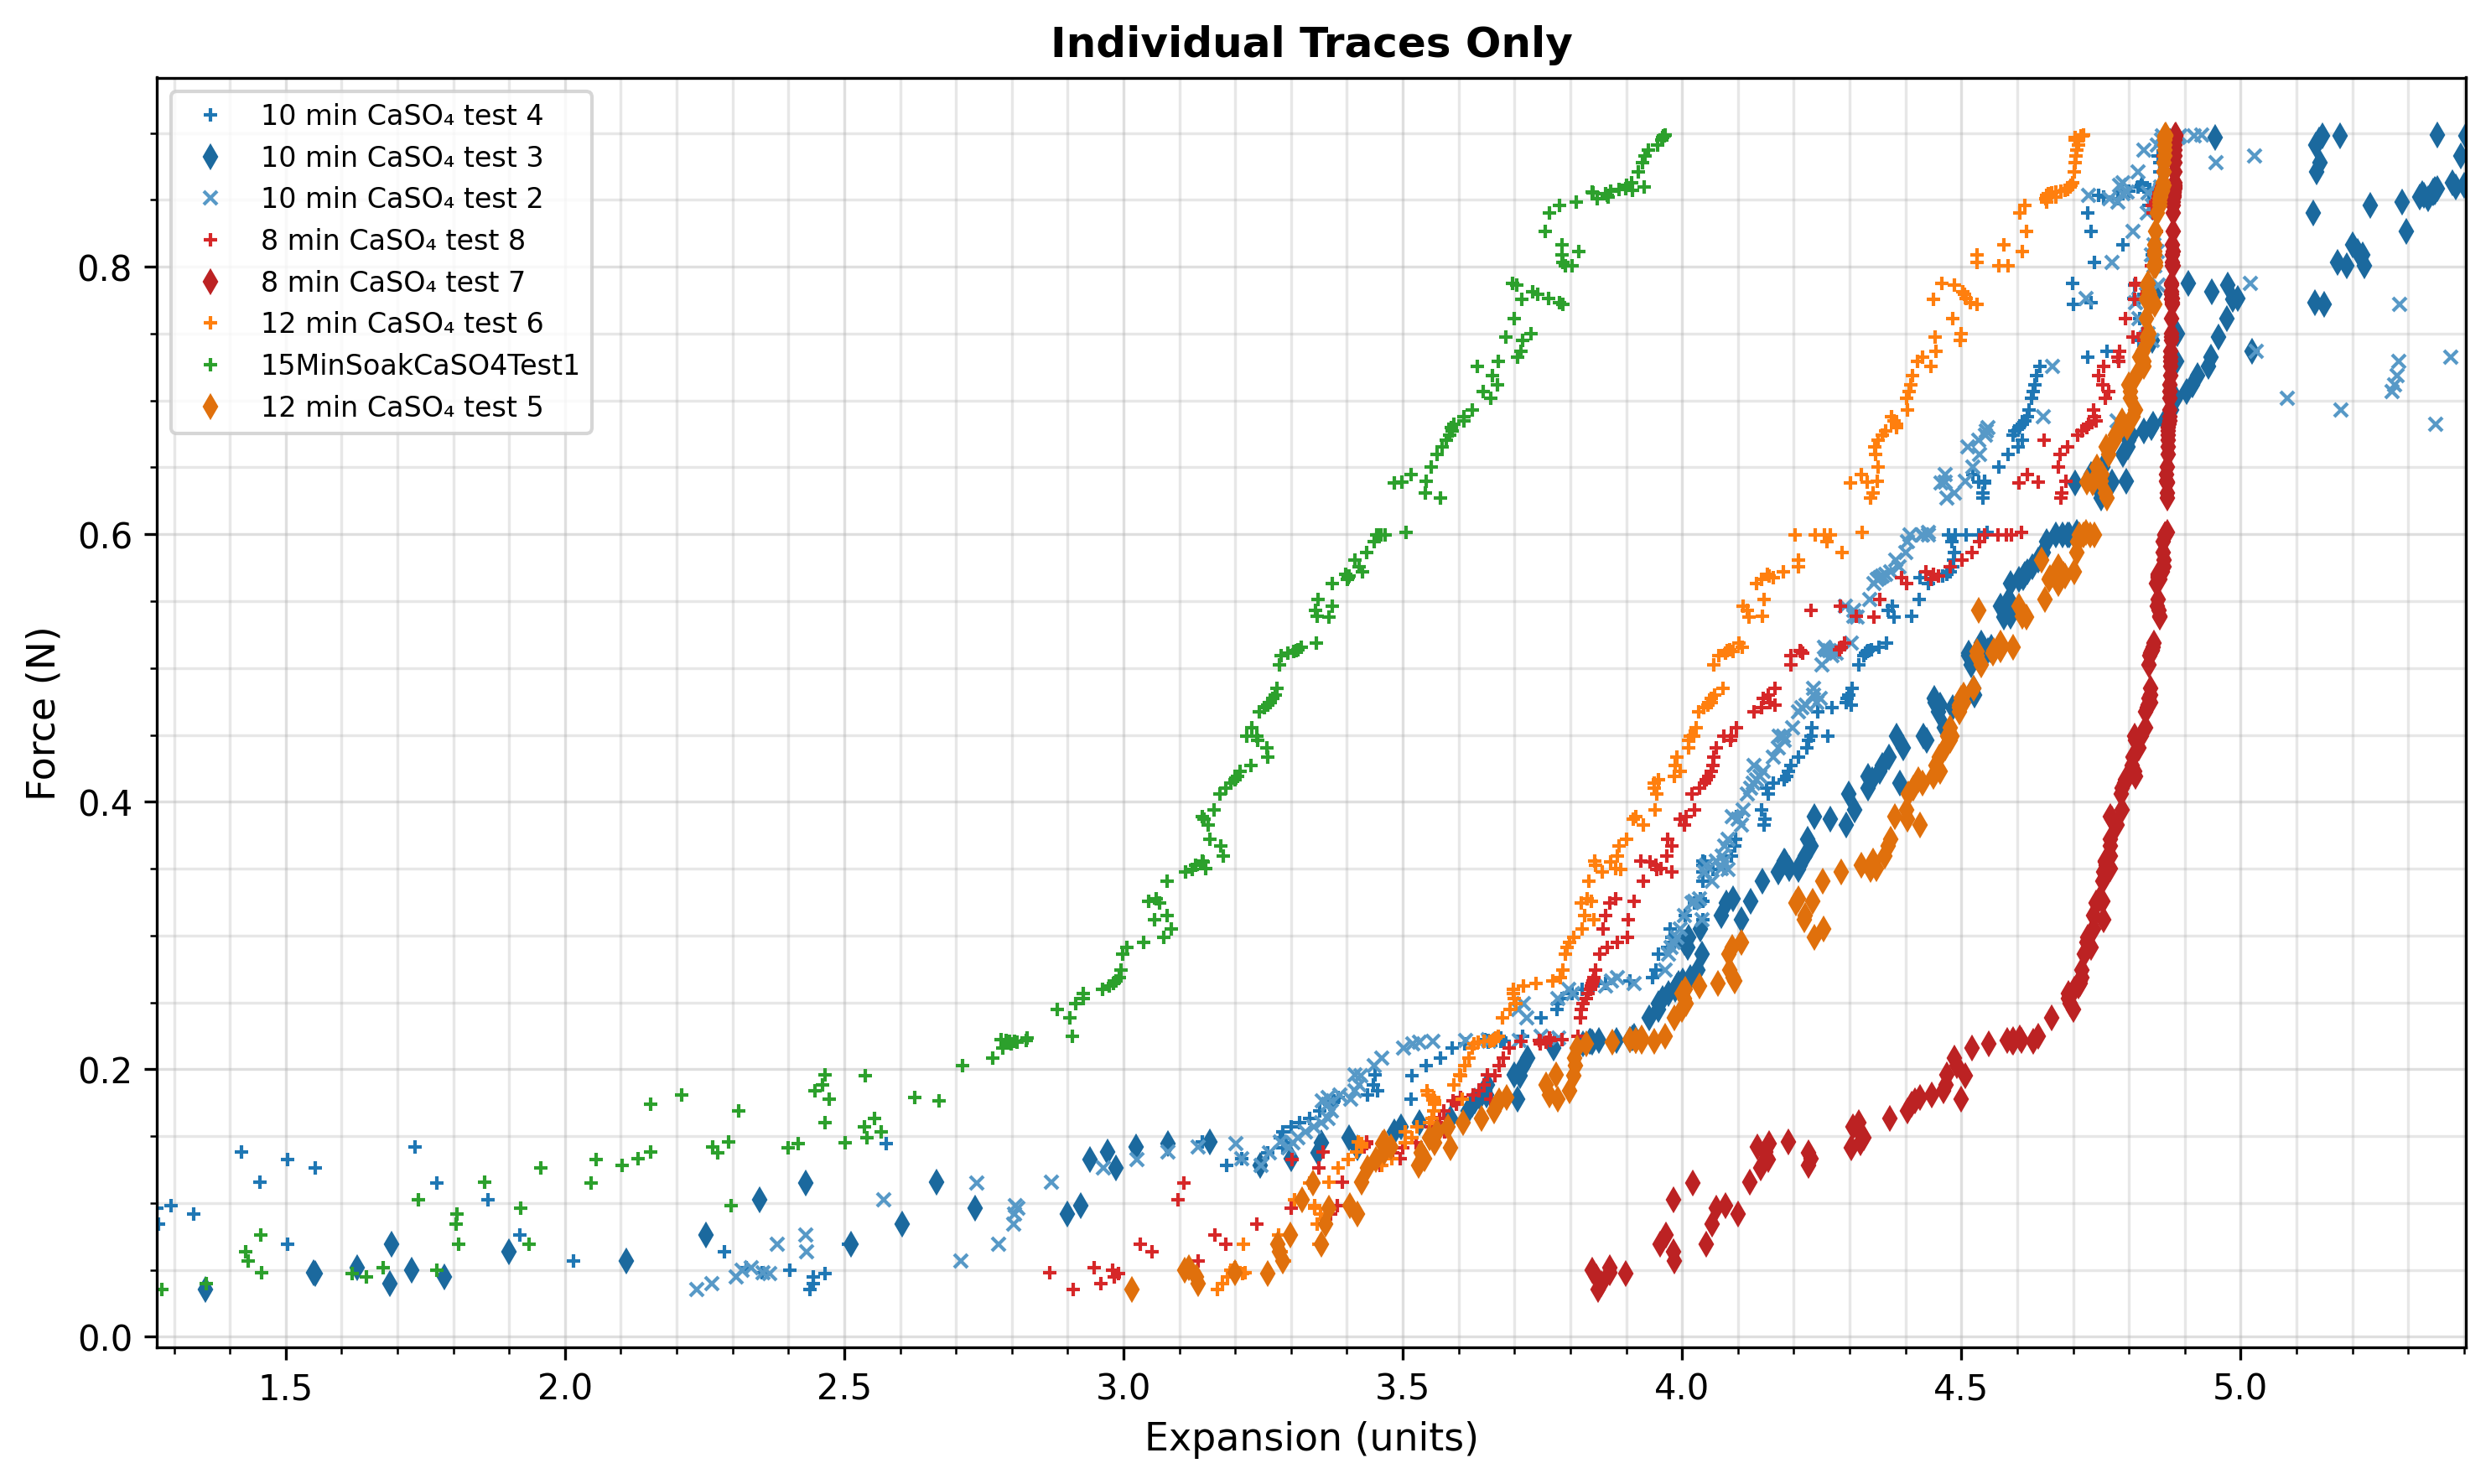 Individual Traces Only
10 min CaSO₄ test 4
10 min CaSO₄ test 3
10 min CaSO₄ test 2
8 min CaSO₄ test 8
8 min CaSO₄ test 7
12 min CaSO₄ test 6
15MinSoakCaSO4Test1
12 min CaSO₄ test 5
Force (N)
0.8
0.6
0.4
0.2
0.0
1.5 2.0 2.5 3.0 3.5 4.0 4.5 5.0
Expansion (units)